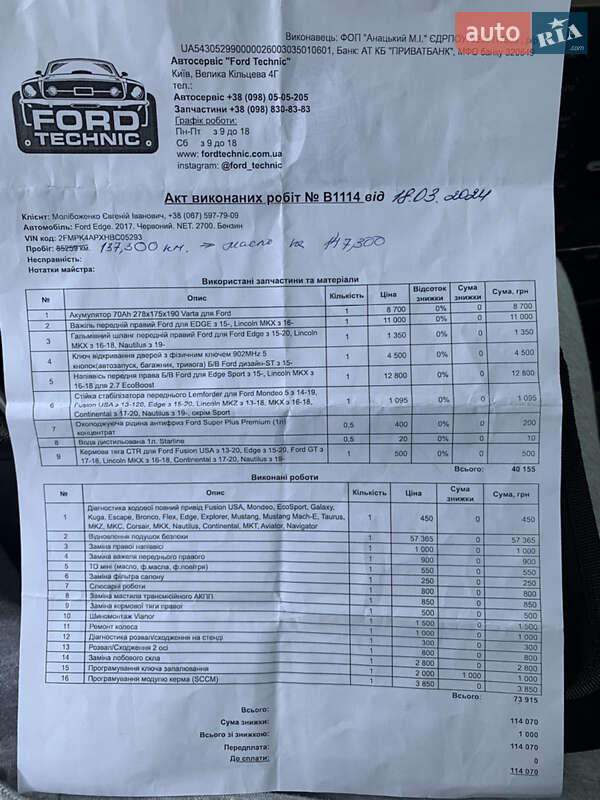 auto RIA.com
Виконавець: ФОП "Анацький М.І." ЄДРПОУ
UA543052990000026003035010601, Банк: АТ КБ "ПРИВАТБАНК", МФО банку 320649
Автосервіс "Ford Technic"
Київ, Велика Кільцева 4Г
тел.:
Автосервіс +38 (098) 05-05-205
Запчастини +38 (098) 830-83-83
Графік роботи:
Пн-Пт з 9 до 18
Сб з 9 до 18
www: fordtechnic.com.ua
instagram: @ford_technic
FORD
TECHNIC
Акт виконаних робіт № В1114 від 18.03.2024
Клієнт: Молібоженко Євгеній Іванович, +38 (067) 597-79-09
Автомобіль: Ford Edge. 2017. Червоний. NET. 2700. Бензин
VIN код: 2FMPK4APXHBC05293
Пробіг: 85259 км. 137,300 км. → масло на 147,300
Несправність:
Нотатки майстра:
Використані запчастини та матеріали
№ Опис Кількість Ціна Відсоток знижки Сума знижки Сума, грн
1 Акумулятор 70Ah 278x175x190 Varta для Ford 1 8 700 0% 0 8 700
2 Важіль передній правий Ford для EDGE з 15-, Lincoln MKX з 16- 1 11 000 0% 0 11 000
3 Гальмівний шланг передній правий Ford для Ford Edge з 15-20, Lincoln
MKX з 16-18, Nautilus з 19- 1 1 350 0% 0 1 350
4 Ключ відкривання дверей з фізичним ключем 902MHz 5
кнопок(автозапуск, багажник, тривога) Б/В Ford для Edge, дизель-ST з 15- 1 4 500 0% 0 4 500
5 Напіввісь передня права Б/В Ford для Edge Sport з 15-, Lincoln MKX з
16-18 для 2.7 EcoBoost 1 12 800 0% 0 12 800
6 Стійка стабілізатора переднього Lemforder для Ford Mondeo 5 з 14-19,
Fusion USA з 13-120, Edge з 15-20, Lincoln MKZ з 13-18, MKX з 16-18,
Continental з 17-20, Nautilus з 19-, окрім Sport 1 1 095 0% 0 1 095
7 Охолоджуюча рідина антифриз Ford Super Plus Premium (1л)
концентрат 0,5 400 0% 0 200
8 Вода дистильована 1л. Starline 0,5 20 0% 0 10
9 Кермова тяга CTR для Ford Fusion USA з 13-20, Edge з 15-20, Ford GT з
17-18, Lincoln MKX з 16-18, Continental з 17-20, Nautilus з 19- 1 500 0% 0 500
Всього: 40 155
Виконані роботи
№ Опис Кількість Ціна Сума знижки Сума, грн
1 Діагностика ходової повний привід Fusion USA, Mondeo, EcoSport, Galaxy,
Kuga, Escape, Bronco, Flex, Edge, Explorer, Mustang, Mustang Mach-E, Taurus,
MKZ, MKC, Corsair, MKX, Nautilus, Continental, MKT, Aviator, Navigator 1 450 0 450
2 Відновлення подушок безпеки 1 57 365 0 57 365
3 Заміна правої напіввісі 1 1 000 0 1 000
4 Заміна важеля переднього правого 1 900 0 900
5 ТО міні (масло, ф.масла, ф.повітря) 1 550 0 550
6 Заміна фільтра салону 1 250 0 250
7 Слюсарні роботи 1 800 0 800
8 Заміна мастила трансмісійного АКПП 1 850 0 850
9 Заміна кермової тяги правої 1 500 0 500
10 Шиномонтаж Vianor 1 1 500 0 1 500
11 Ремонт колеса 1 1 000 0 1 000
12 Діагностика розвал/сходження на стенді 1 300 0 300
13 Розвал/Сходження 2 осі 1 800 0 800
14 Заміна лобового скла 1 2 800 0 2 800
15 Програмування ключа запалювання 1 2 000 1 000 1 000
16 Програмування модулю керма (SCCM) 1 3 850 0 3 850
Всього: 73 915
Всього: 114 070
Сума знижки: 1 000
Всього зі знижкою: 114 070
Передплата: 0
До сплати: 114 070